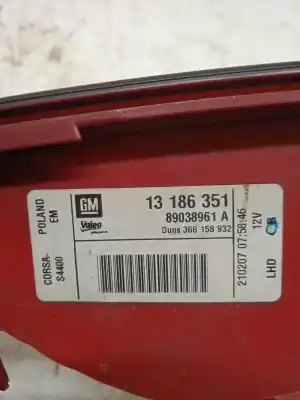 CORSA POLAND
S4400 EM
GM
Valeo
13 186 351
89038961 A
Duns 368 158 932
210207 07:58:46
12V
LHD